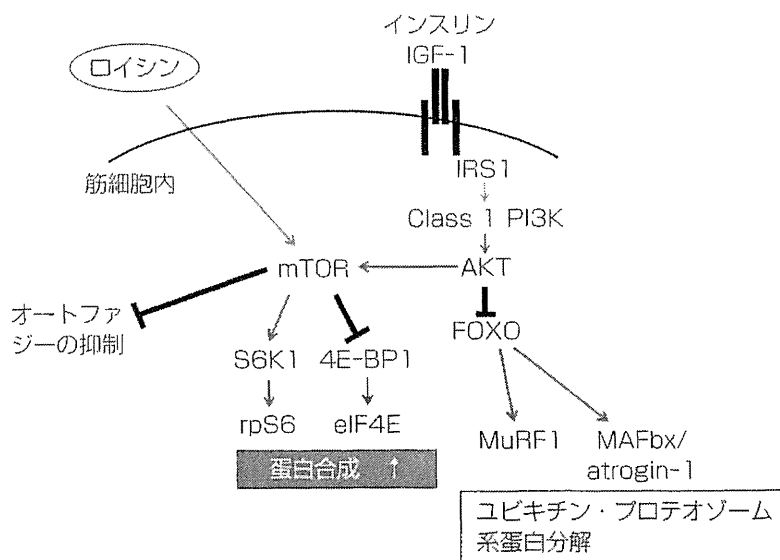 インスリン
IGF-1
ロイシン
筋細胞内
IRS1
Class 1 PI3K
mTOR
AKT
オートファ
ジーの抑制
FOXO
S6K1
4E-BP1
rpS6
eIF4E
MuRF1
MAFbx/
atrogin-1
蛋白合成 ↑
ユビキチン・プロテオゾーム
系蛋白分解